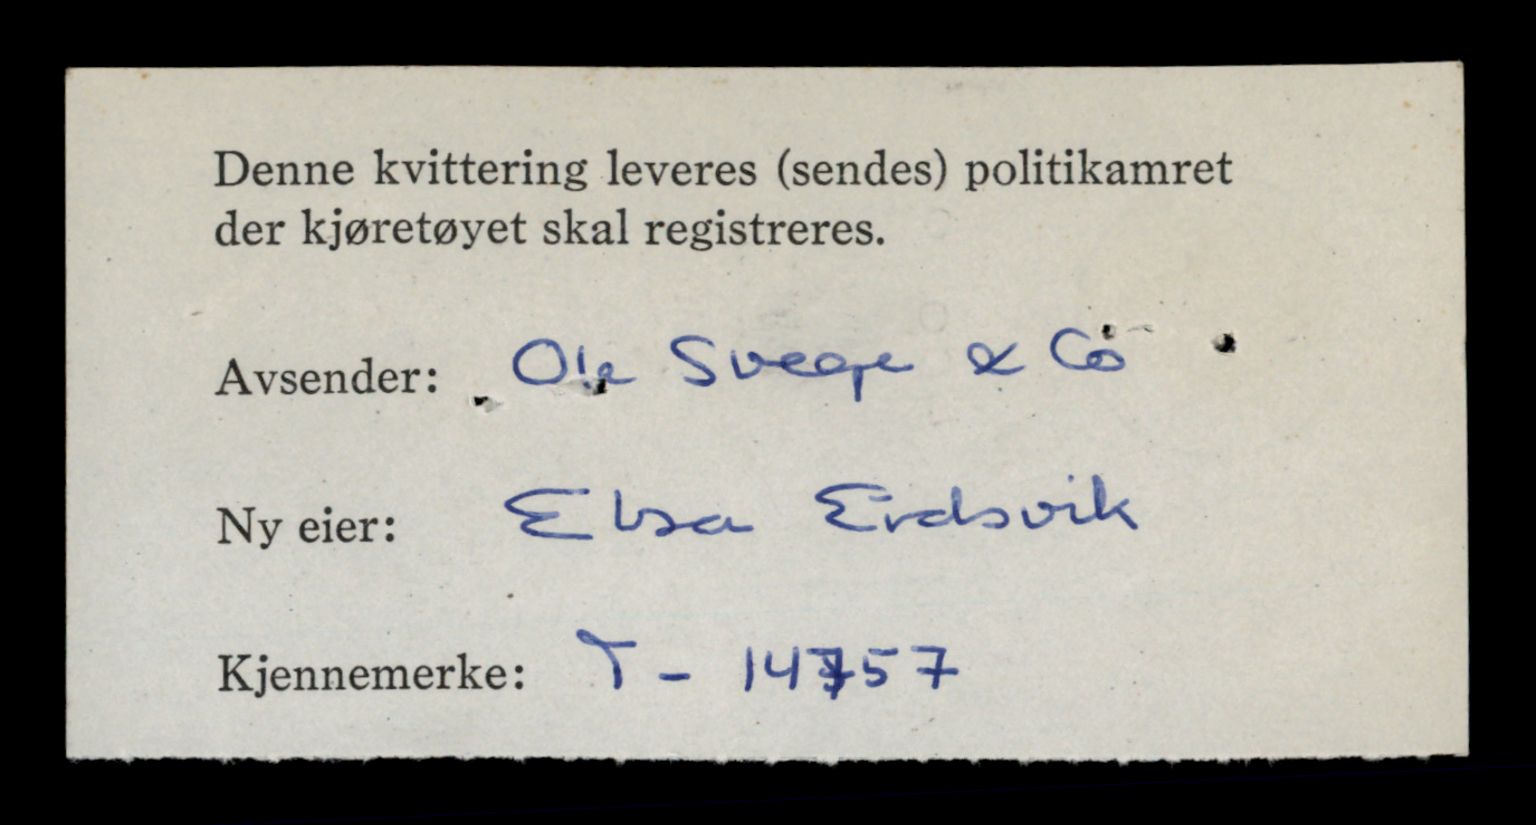 Denne kvittering leveres (sendes) politikamret
der kjøretøyet skal registreres.
Avsender: Ole Svege & Co
Ny eier: Elsa Eidsvik
Kjennemerke: T - 14757